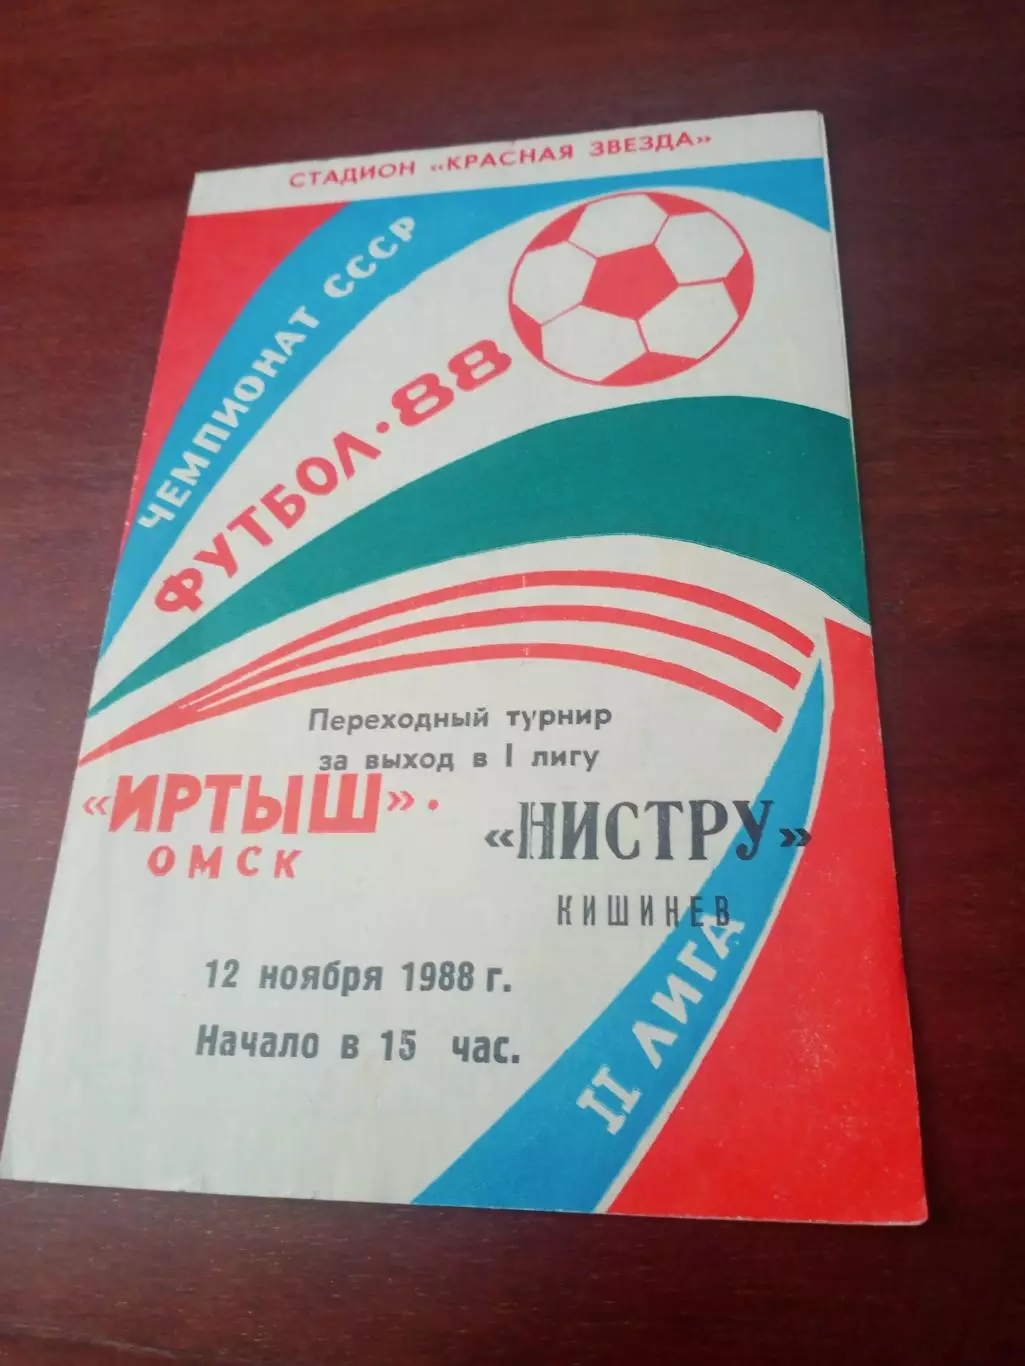 СТАДИОН «КРАСНАЯ ЗВЕЗДА»
ЧЕМПИОНАТ СССР
ФУТБОЛ·88
Переходный турнир
за выход в I лигу
«ИРТЫШ»·
ОМСК
«НИСТРУ»
КИШИНЕВ
12 ноября 1988 г.
Начало в 15 час.
II ЛИГА